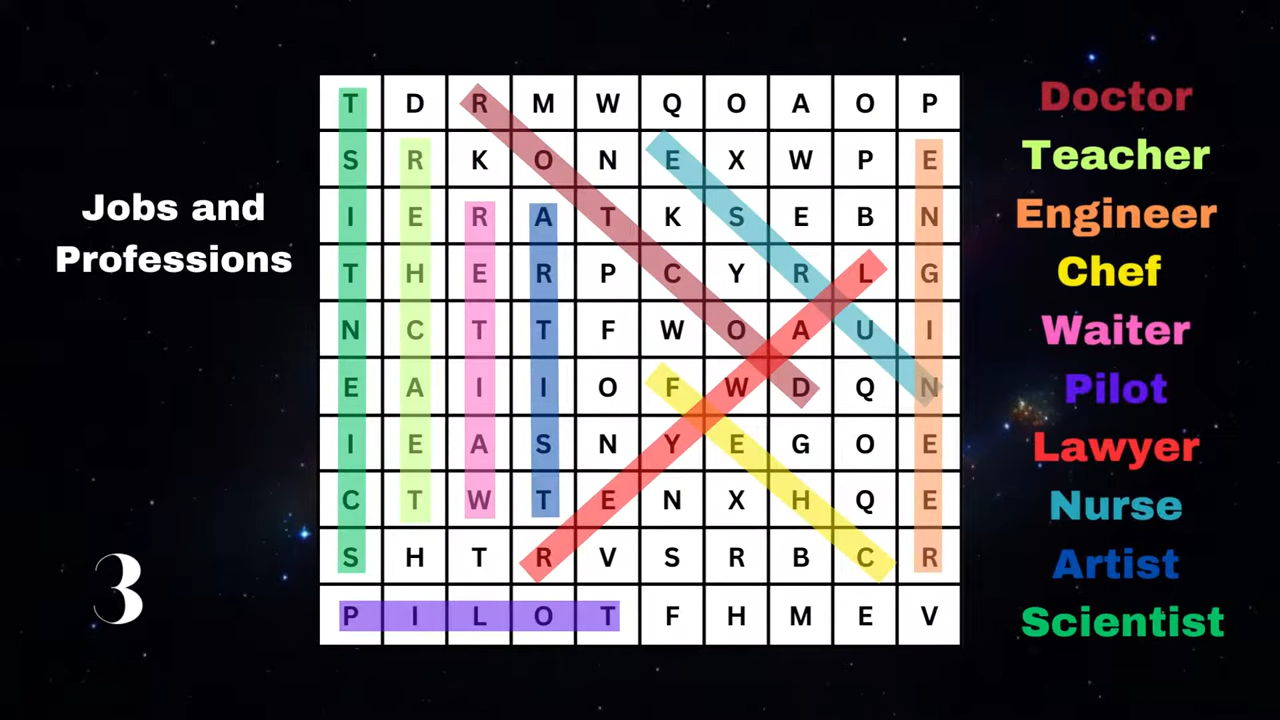 Jobs and
Professions
3
T D R M W Q O A O P
S R K O N E X W P E
I E R A T K S E B N
T H E R P C Y R L G
N C T T F W O A U I
E A I I O F W D Q N
I E A S N Y E G O E
C T W T E N X H Q E
S H T R V S R B C R
P I L O T F H M E V
Doctor
Teacher
Engineer
Chef
Waiter
Pilot
Lawyer
Nurse
Artist
Scientist